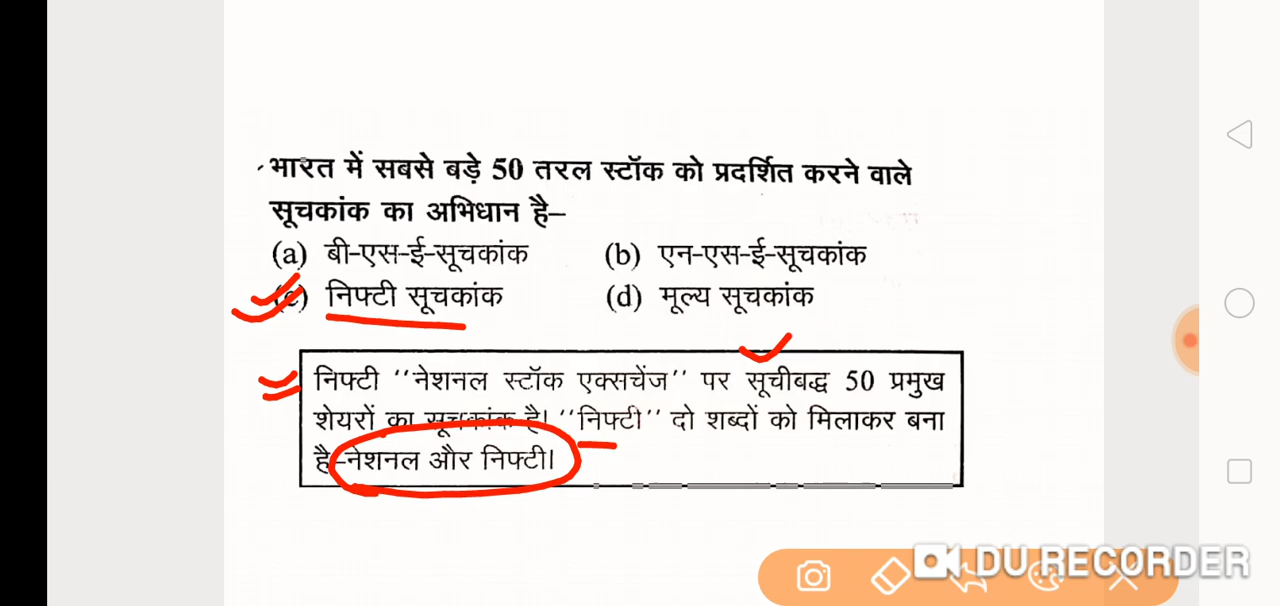 भारत में सबसे बड़े 50 तरल स्टॉक को प्रदर्शित करने वाले
सूचकांक का अभिधान है–
(a) बी-एस-ई-सूचकांक (b) एन-एस-ई-सूचकांक
(c) निफ्टी सूचकांक (d) मूल्य सूचकांक
निफ्टी "नेशनल स्टॉक एक्सचेंज" पर सूचीबद्ध 50 प्रमुख
शेयरों का सूचकांक है। "निफ्टी" दो शब्दों को मिलाकर बना
है–नेशनल और निफ्टी।
DU RECORDER